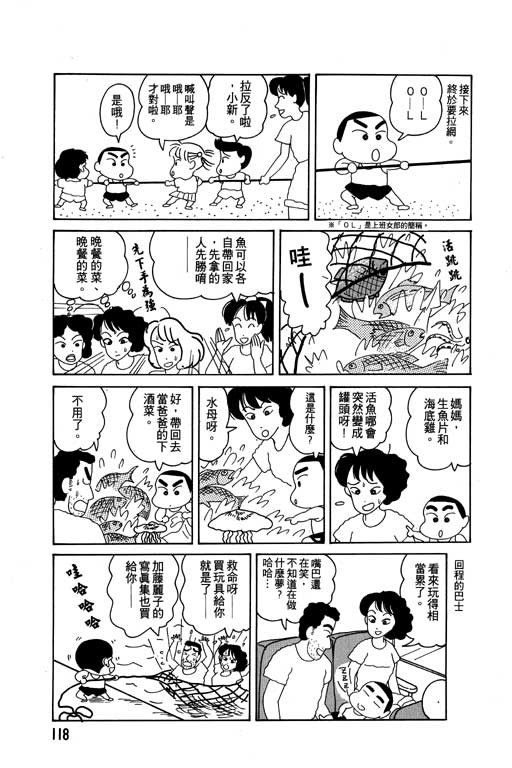 接下來
終於要拉網。
ＯＩＬ
ＯＩＬ
※「ＯＬ」是上班女郎的簡稱。
拉反了啦
，小新。
喊叫聲是
哦—耶
哦—耶
才對啦。
是哦！
活跳跳
哇—
魚可以各
自帶回家
，先拿的
人先勝唷
——
先下手為強
晚餐的菜、
晚餐的菜。
媽媽，
生魚片和
海底雞。
活魚哪會
突然變成
罐頭呀！
這是什麼？
水母呀。
好，帶回去
當爸爸的下
酒菜。
不用了。
回程的巴士
看來玩得相
當累了。
嘴巴還
在笑，
不知道在做
什麼夢？
哈哈…
ZZZ
救命呀—
買玩具給你
就是了—
加藤麗子的
寫真集也買
給你—
哇哈哈哈
118